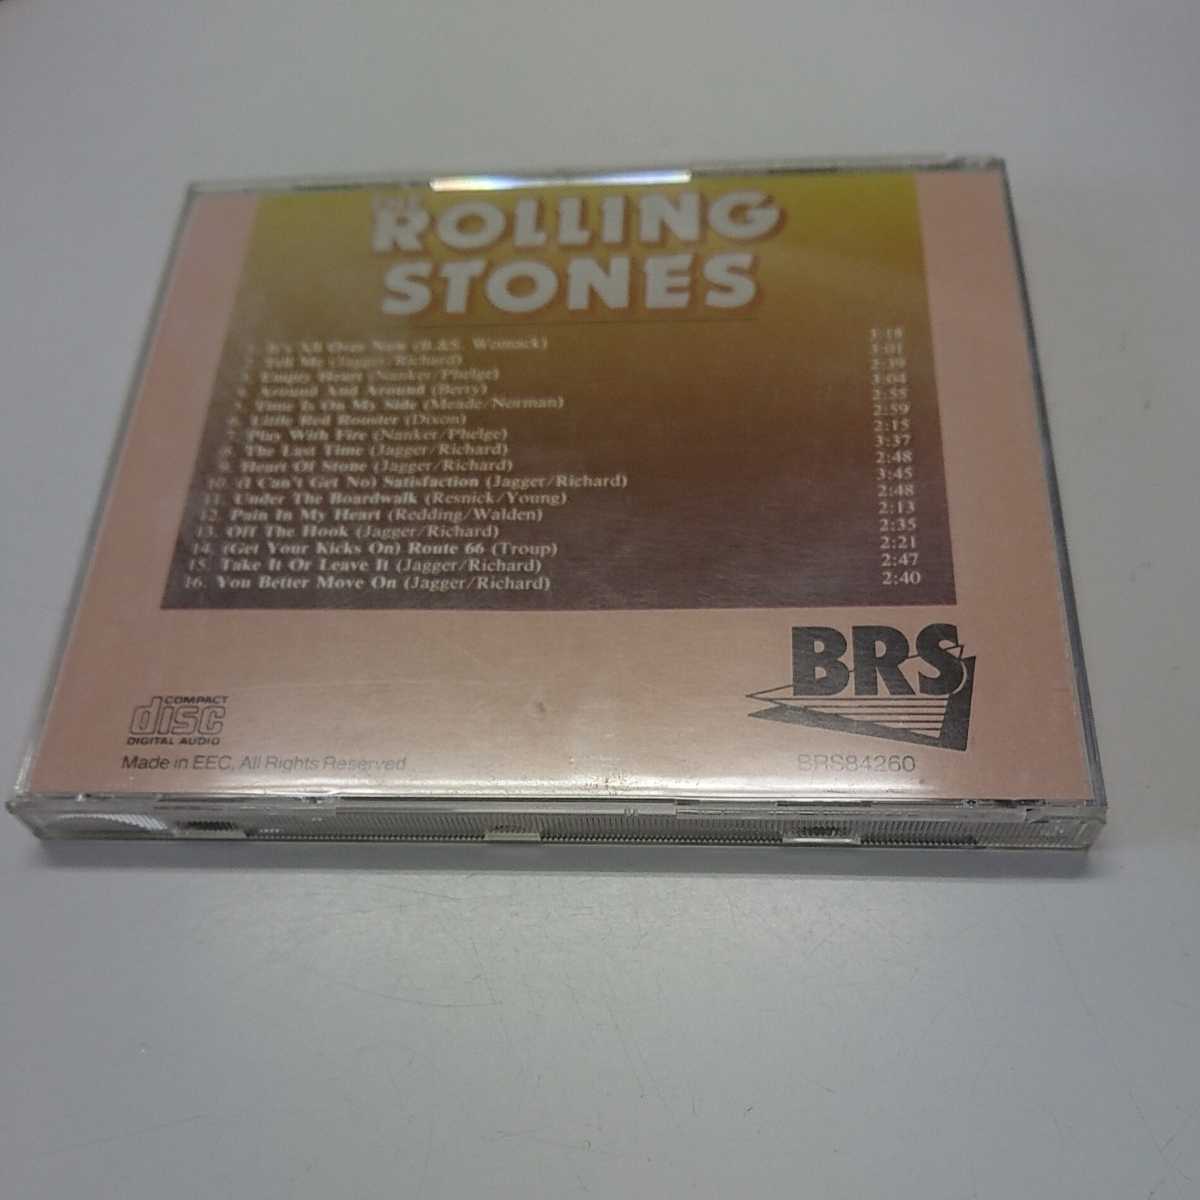 THE
ROLLING
STONES
1. It's All Over Now (B.&S. Womack) 3:18
2. Tell Me (Jagger/Richard) 3:01
3. Empty Heart (Nanker/Phelge) 2:39
4. Around And Around (Berry) 3:04
5. Time Is On My Side (Meade/Norman) 2:55
6. Little Red Rooster (Dixon) 2:59
7. Play With Fire (Nanker/Phelge) 2:15
8. The Last Time (Jagger/Richard) 3:37
9. Heart Of Stone (Jagger/Richard) 2:48
10. (I Can't Get No) Satisfaction (Jagger/Richard) 3:45
11. Under The Boardwalk (Resnick/Young) 2:48
12. Pain In My Heart (Redding/Walden) 2:13
13. Off The Hook (Jagger/Richard) 2:35
14. (Get Your Kicks On) Route 66 (Troup) 2:21
15. Take It Or Leave It (Jagger/Richard) 2:47
16. You Better Move On (Jagger/Richard) 2:40
BRS
COMPACT
disc
DIGITAL AUDIO
Made in EEC, All Rights Reserved
BRS84260